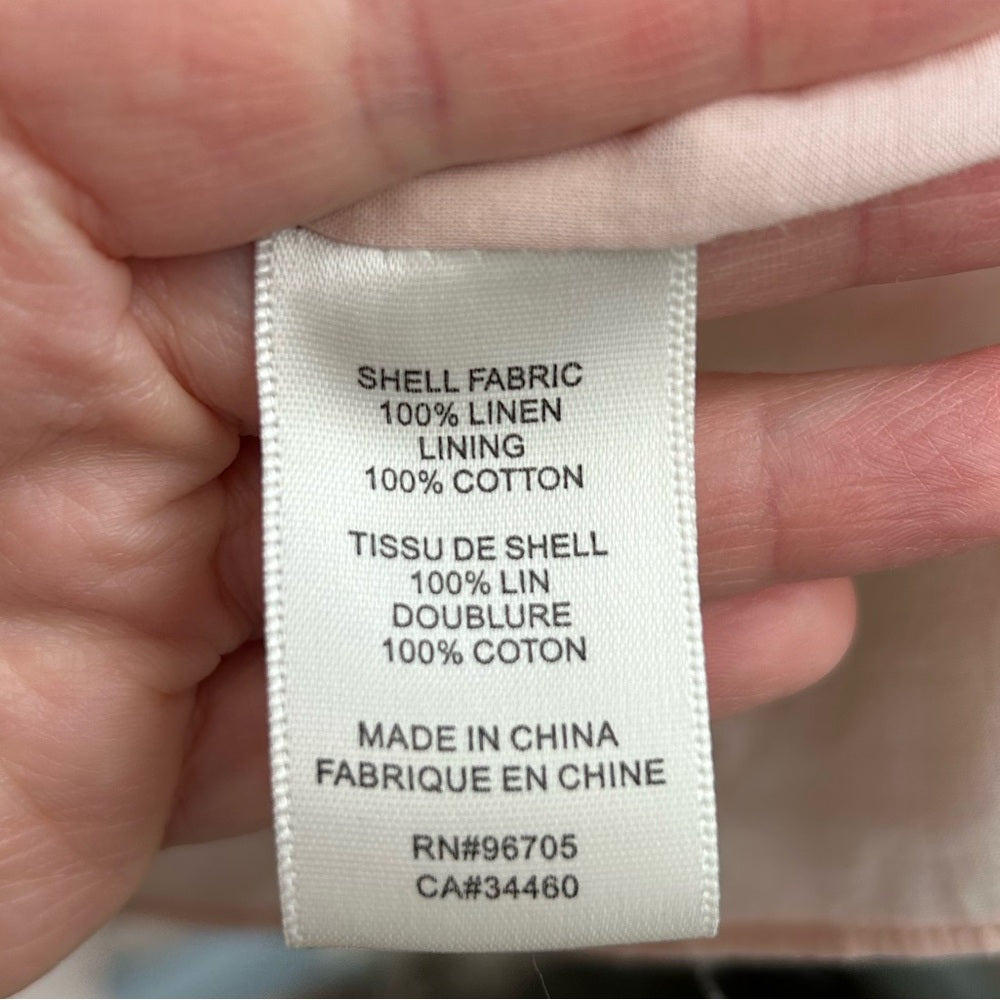 SHELL FABRIC
100% LINEN
LINING
100% COTTON
TISSU DE SHELL
100% LIN
DOUBLURE
100% COTON
MADE IN CHINA
FABRIQUE EN CHINE
RN#96705
CA#34460